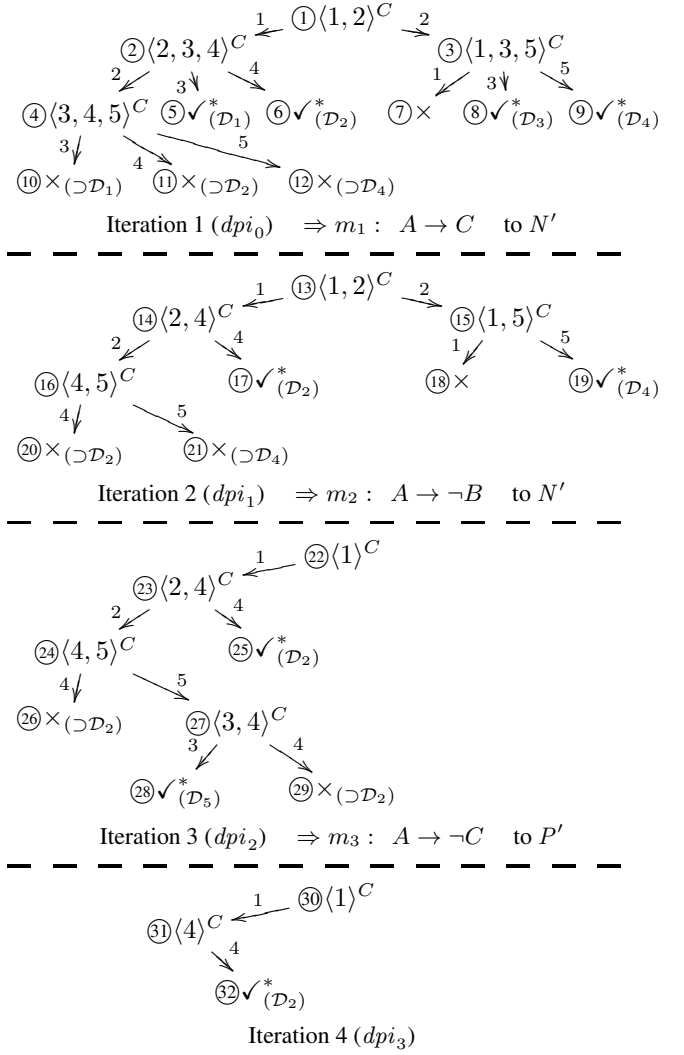 1 ①⟨1, 2⟩^C 2
②⟨2, 3, 4⟩^C ③⟨1, 3, 5⟩^C
2 3 4 1 3 5
④⟨3, 4, 5⟩^C ⑤✓*(𝒟₁) ⑥✓*(𝒟₂) ⑦× ⑧✓*(𝒟₃) ⑨✓*(𝒟₄)
3 4 5
⑩×(⊃𝒟₁) ⑪×(⊃𝒟₂) ⑫×(⊃𝒟₄)
Iteration 1 (dpi₀) ⇒ m₁ : A → C to N′
1 ⑬⟨1, 2⟩^C 2
⑭⟨2, 4⟩^C ⑮⟨1, 5⟩^C
2 4 1 5
⑯⟨4, 5⟩^C ⑰✓*(𝒟₂) ⑱× ⑲✓*(𝒟₄)
4 5
⑳×(⊃𝒟₂) ㉑×(⊃𝒟₄)
Iteration 2 (dpi₁) ⇒ m₂ : A → ¬B to N′
1 ㉒⟨1⟩^C
㉓⟨2, 4⟩^C
2 4
㉔⟨4, 5⟩^C ㉕✓*(𝒟₂)
4 5
㉖×(⊃𝒟₂) ㉗⟨3, 4⟩^C
3 4
㉘✓*(𝒟₅) ㉙×(⊃𝒟₂)
Iteration 3 (dpi₂) ⇒ m₃ : A → ¬C to P′
1 ㉚⟨1⟩^C
㉛⟨4⟩^C
4
㉜✓*(𝒟₂)
Iteration 4 (dpi₃)